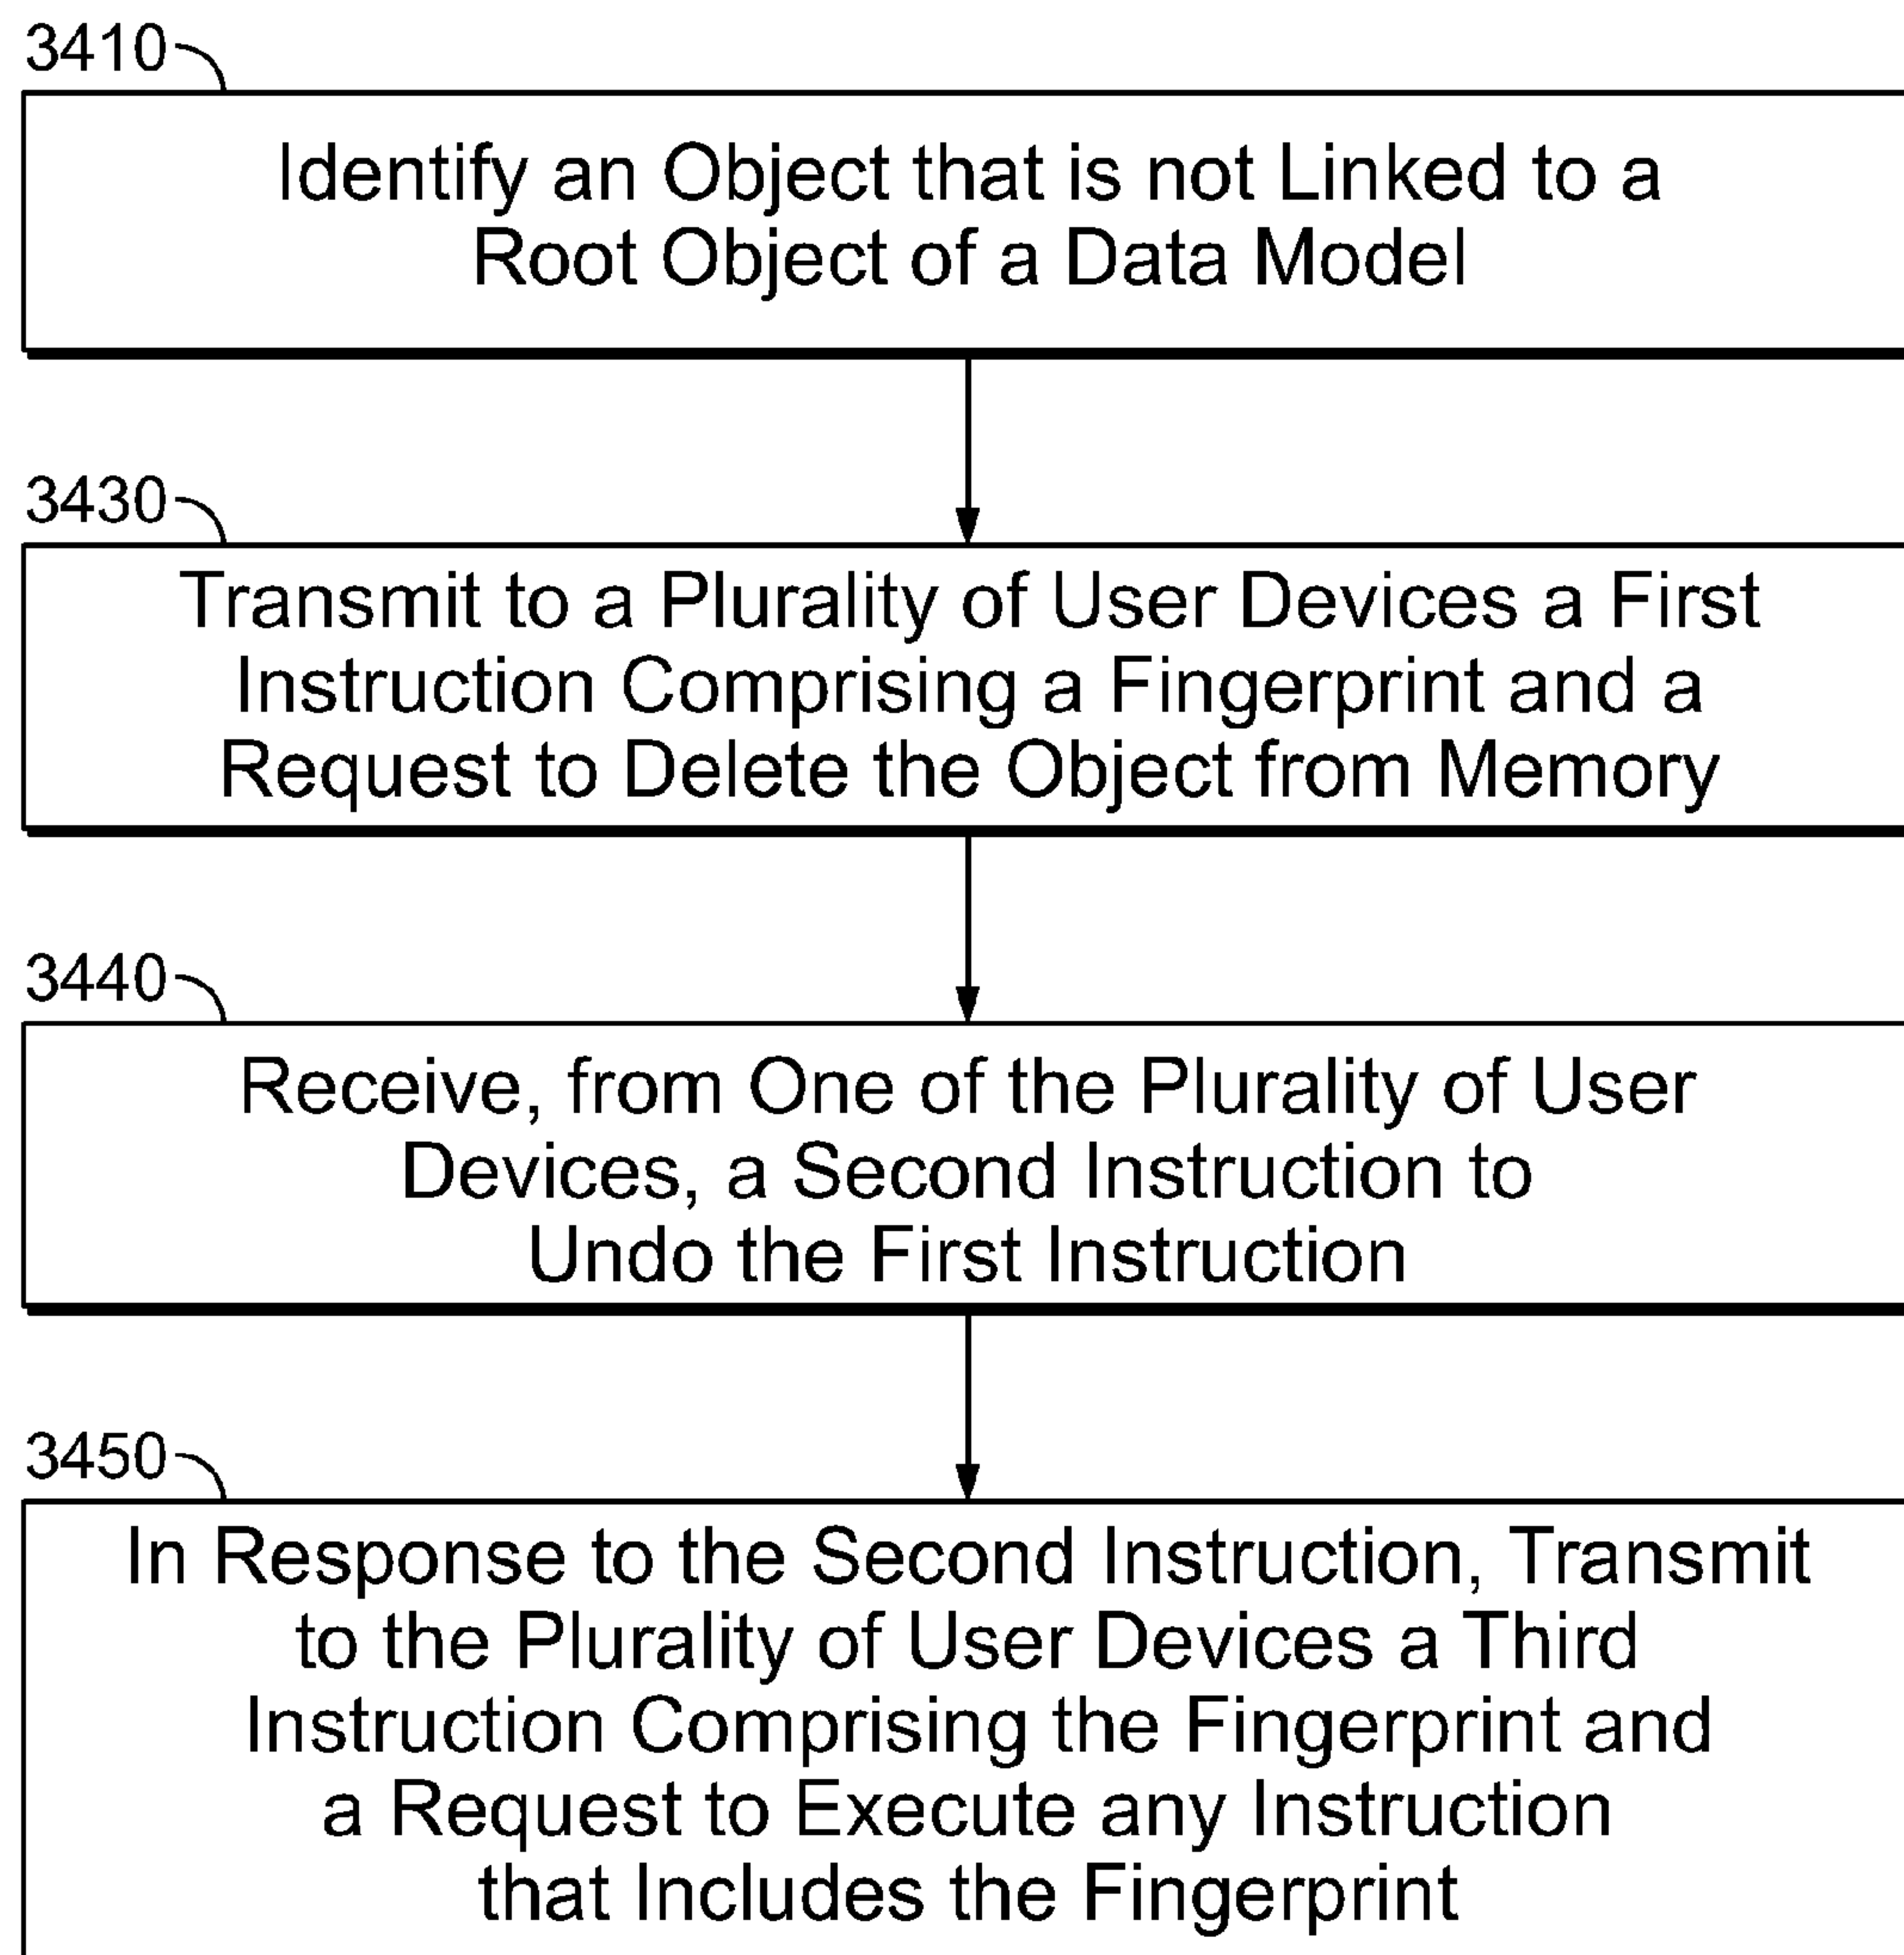 3410
Identify an Object that is not Linked to a
Root Object of a Data Model
3430
Transmit to a Plurality of User Devices a First
Instruction Comprising a Fingerprint and a
Request to Delete the Object from Memory
3440
Receive, from One of the Plurality of User
Devices, a Second Instruction to
Undo the First Instruction
3450
In Response to the Second Instruction, Transmit
to the Plurality of User Devices a Third
Instruction Comprising the Fingerprint and
a Request to Execute any Instruction
that Includes the Fingerprint